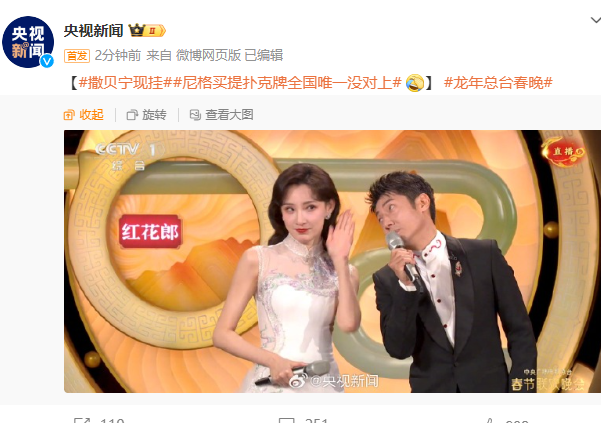 央视新闻
央视
新闻
首发 2分钟前 来自 微博网页版 已编辑
【#撒贝宁现挂##尼格买提扑克牌全国唯一没对上# 】 #龙年总台春晚#
收起 旋转 查看大图
CCTV 1
综合
直播
红花郎
@央视新闻
春节联欢晚会